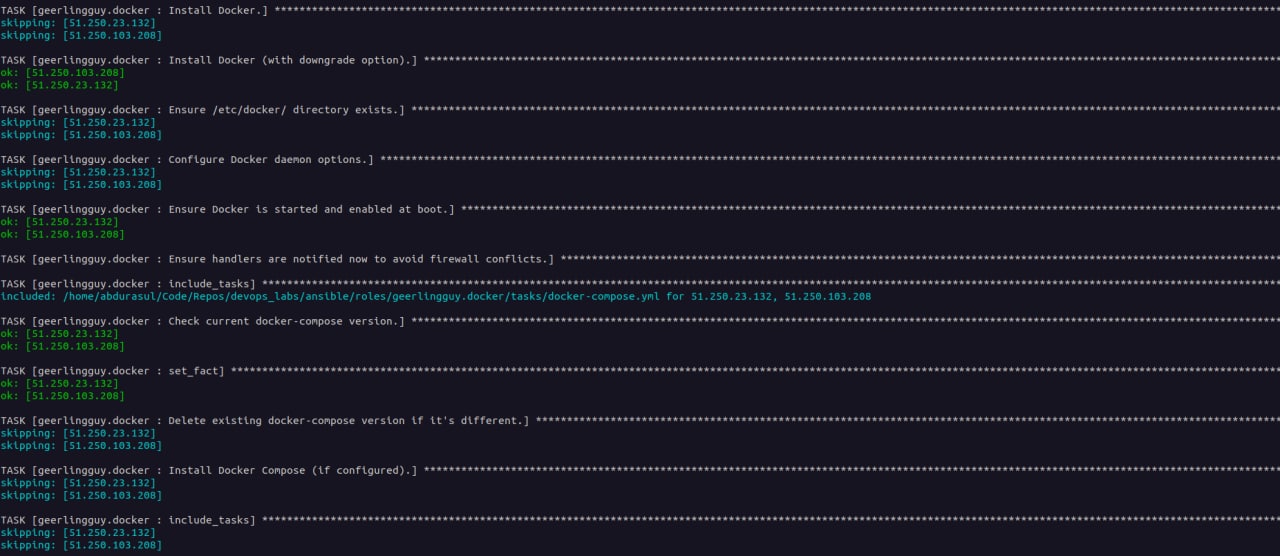 TASK [geerlingguy.docker : Install Docker.] ****************************************************************************************************************************************************************
skipping: [51.250.23.132]
skipping: [51.250.103.208]
TASK [geerlingguy.docker : Install Docker (with downgrade option).] ****************************************************************************************************************************************
ok: [51.250.103.208]
ok: [51.250.23.132]
TASK [geerlingguy.docker : Ensure /etc/docker/ directory exists.] ******************************************************************************************************************************************
skipping: [51.250.23.132]
skipping: [51.250.103.208]
TASK [geerlingguy.docker : Configure Docker daemon options.] ***********************************************************************************************************************************************
skipping: [51.250.23.132]
skipping: [51.250.103.208]
TASK [geerlingguy.docker : Ensure Docker is started and enabled at boot.] **********************************************************************************************************************************
ok: [51.250.23.132]
ok: [51.250.103.208]
TASK [geerlingguy.docker : Ensure handlers are notified now to avoid firewall conflicts.] ******************************************************************************************************************
TASK [geerlingguy.docker : include_tasks] ******************************************************************************************************************************************************************
included: /home/abdurasul/Code/Repos/devops_labs/ansible/roles/geerlingguy.docker/tasks/docker-compose.yml for 51.250.23.132, 51.250.103.208
TASK [geerlingguy.docker : Check current docker-compose version.] ******************************************************************************************************************************************
ok: [51.250.23.132]
ok: [51.250.103.208]
TASK [geerlingguy.docker : set_fact] ***********************************************************************************************************************************************************************
ok: [51.250.23.132]
ok: [51.250.103.208]
TASK [geerlingguy.docker : Delete existing docker-compose version if it's different.] **********************************************************************************************************************
skipping: [51.250.23.132]
skipping: [51.250.103.208]
TASK [geerlingguy.docker : Install Docker Compose (if configured).] ****************************************************************************************************************************************
skipping: [51.250.23.132]
skipping: [51.250.103.208]
TASK [geerlingguy.docker : include_tasks] ******************************************************************************************************************************************************************
skipping: [51.250.23.132]
skipping: [51.250.103.208]